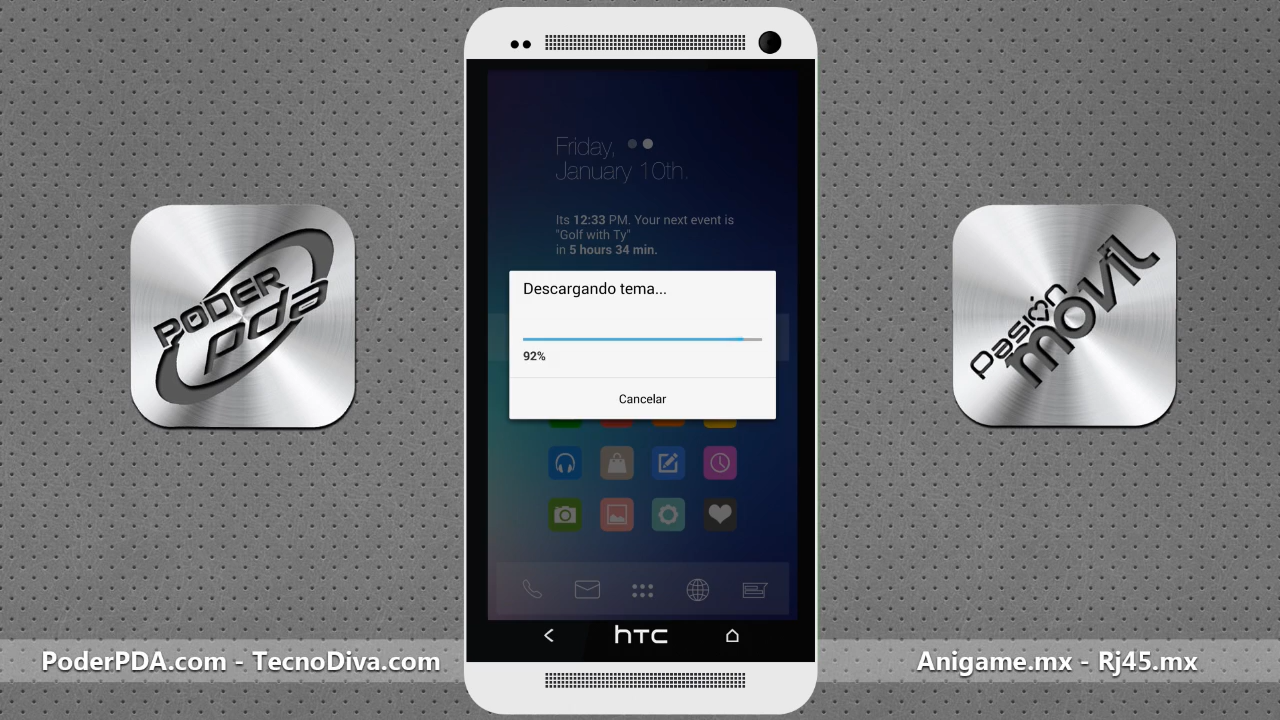 Friday,
January 10th.
Its 12:33 PM. Your next event is
"Golf with Ty"
in 5 hours 34 min.
Descargando tema...
92%
Cancelar
PODER
pda
Pasión
movil
hTC
PoderPDA.com - TecnoDiva.com
Anigame.mx - Rj45.mx